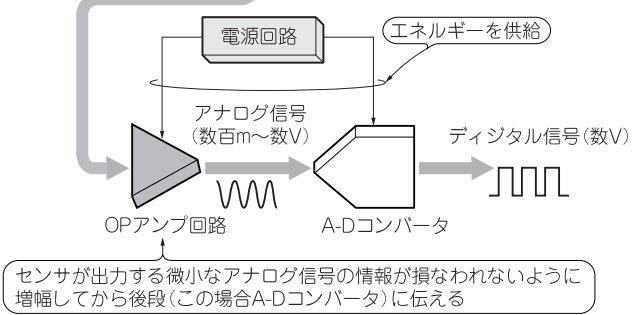 電源回路
エネルギーを供給
アナログ信号
(数百m～数V)
ディジタル信号(数V)
OPアンプ回路
A-Dコンバータ
センサが出力する微小なアナログ信号の情報が損なわれないように
増幅してから後段(この場合A-Dコンバータ)に伝える